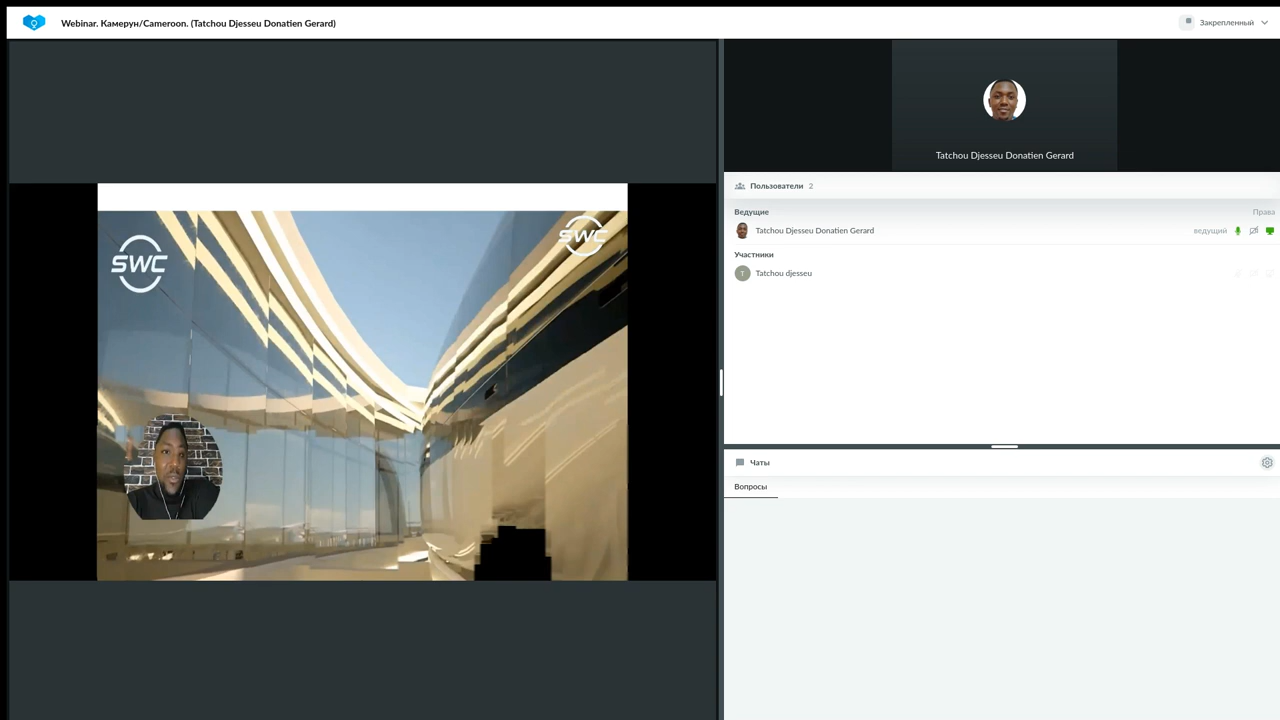 Webinar. Камерун/Cameroon. (Tatchou Djesseu Donatien Gerard)
Закрепленный
SWC
SWC
Tatchou Djesseu Donatien Gerard
Пользователи 2
Ведущие
Права
Tatchou Djesseu Donatien Gerard
ведущий
Участники
T
Tatchou djesseu
Чаты
Вопросы